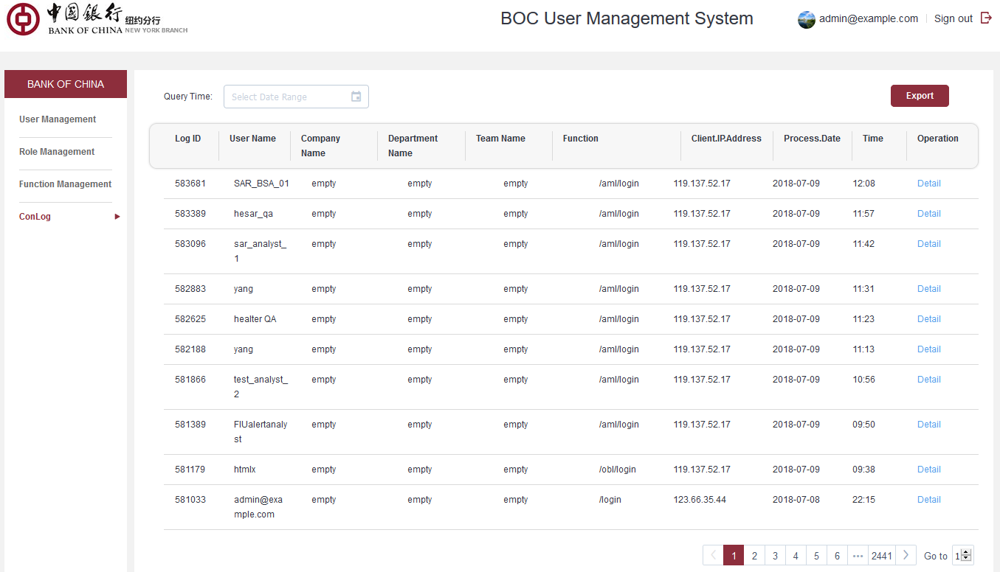 中國銀行 纽约分行
BANK OF CHINA NEW YORK BRANCH
BOC User Management System
admin@example.com Sign out
BANK OF CHINA
User Management
Role Management
Function Management
ConLog
Query Time: Select Date Range Export
Log ID User Name Company Name Department Name Team Name Function Client.IP.Address Process.Date Time Operation
583681 SAR_BSA_01 empty empty empty /aml/login 119.137.52.17 2018-07-09 12:08 Detail
583389 hesar_qa empty empty empty /aml/login 119.137.52.17 2018-07-09 11:57 Detail
583096 sar_analyst_ empty empty empty /aml/login 119.137.52.17 2018-07-09 11:42 Detail
1
582883 yang empty empty empty /aml/login 119.137.52.17 2018-07-09 11:31 Detail
582625 healter QA empty empty empty /aml/login 119.137.52.17 2018-07-09 11:23 Detail
582188 yang empty empty empty /aml/login 119.137.52.17 2018-07-09 11:13 Detail
581866 test_analyst_ empty empty empty /aml/login 119.137.52.17 2018-07-09 10:56 Detail
2
581389 FIUalertanaly empty empty empty /aml/login 119.137.52.17 2018-07-09 09:50 Detail
st
581179 htmlx empty empty empty /obl/login 119.137.52.17 2018-07-09 09:38 Detail
581033 admin@exa empty empty empty /login 123.66.35.44 2018-07-08 22:15 Detail
mple.com
1 2 3 4 5 6 ••• 2441 Go to 1